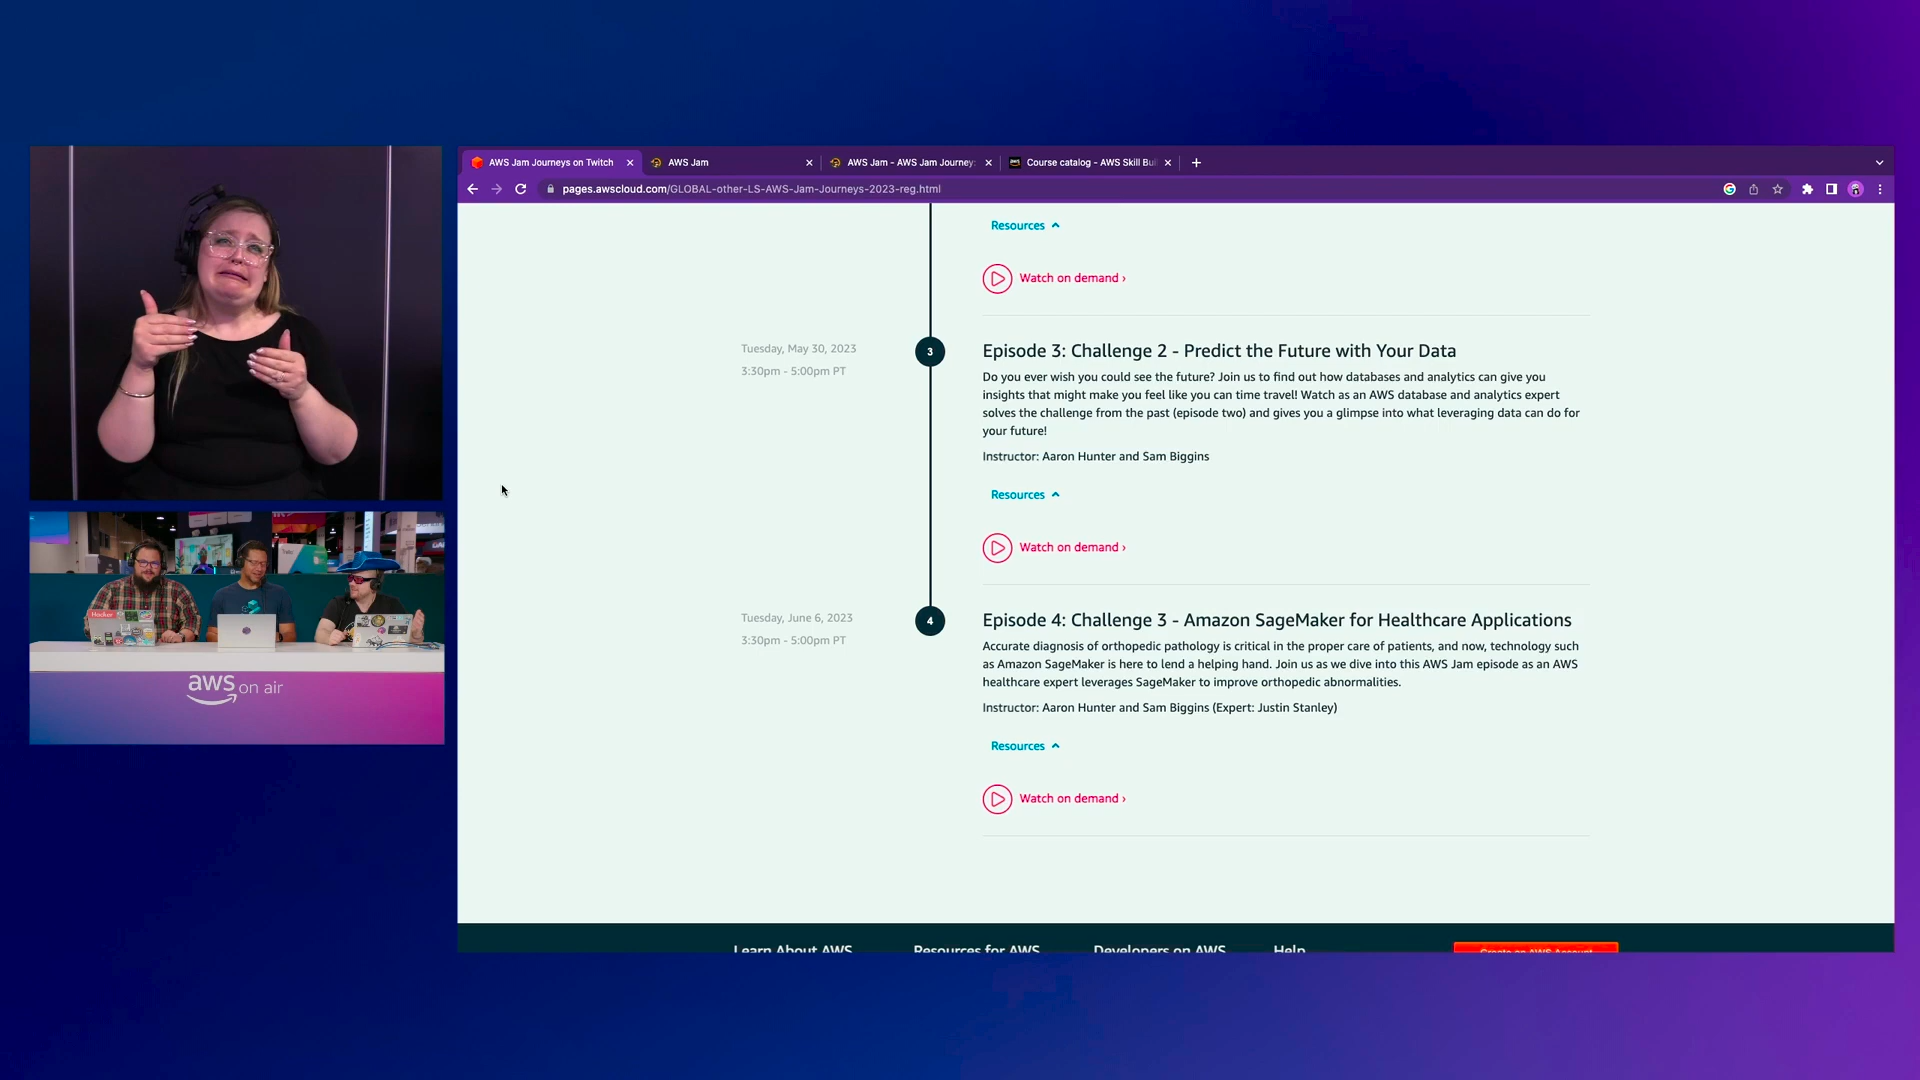 AWS Jam Journeys on Twitch
AWS Jam
AWS Jam - AWS Jam Journey:
Course catalog - AWS Skill Bui
pages.awscloud.com/GLOBAL-other-LS-AWS-Jam-Journeys-2023-reg.html
Resources
Watch on demand ›
Tuesday, May 30, 2023
3:30pm - 5:00pm PT
3
Episode 3: Challenge 2 - Predict the Future with Your Data
Do you ever wish you could see the future? Join us to find out how databases and analytics can give you
insights that might make you feel like you can time travel! Watch as an AWS database and analytics expert
solves the challenge from the past (episode two) and gives you a glimpse into what leveraging data can do for
your future!
Instructor: Aaron Hunter and Sam Biggins
Resources
Watch on demand ›
Tuesday, June 6, 2023
3:30pm - 5:00pm PT
4
Episode 4: Challenge 3 - Amazon SageMaker for Healthcare Applications
Accurate diagnosis of orthopedic pathology is critical in the proper care of patients, and now, technology such
as Amazon SageMaker is here to lend a helping hand. Join us as we dive into this AWS Jam episode as an AWS
healthcare expert leverages SageMaker to improve orthopedic abnormalities.
Instructor: Aaron Hunter and Sam Biggins (Expert: Justin Stanley)
Resources
Watch on demand ›
Learn About AWS
Resources for AWS
Developers on AWS
Help
Create an AWS Account
Hacker
aws on air